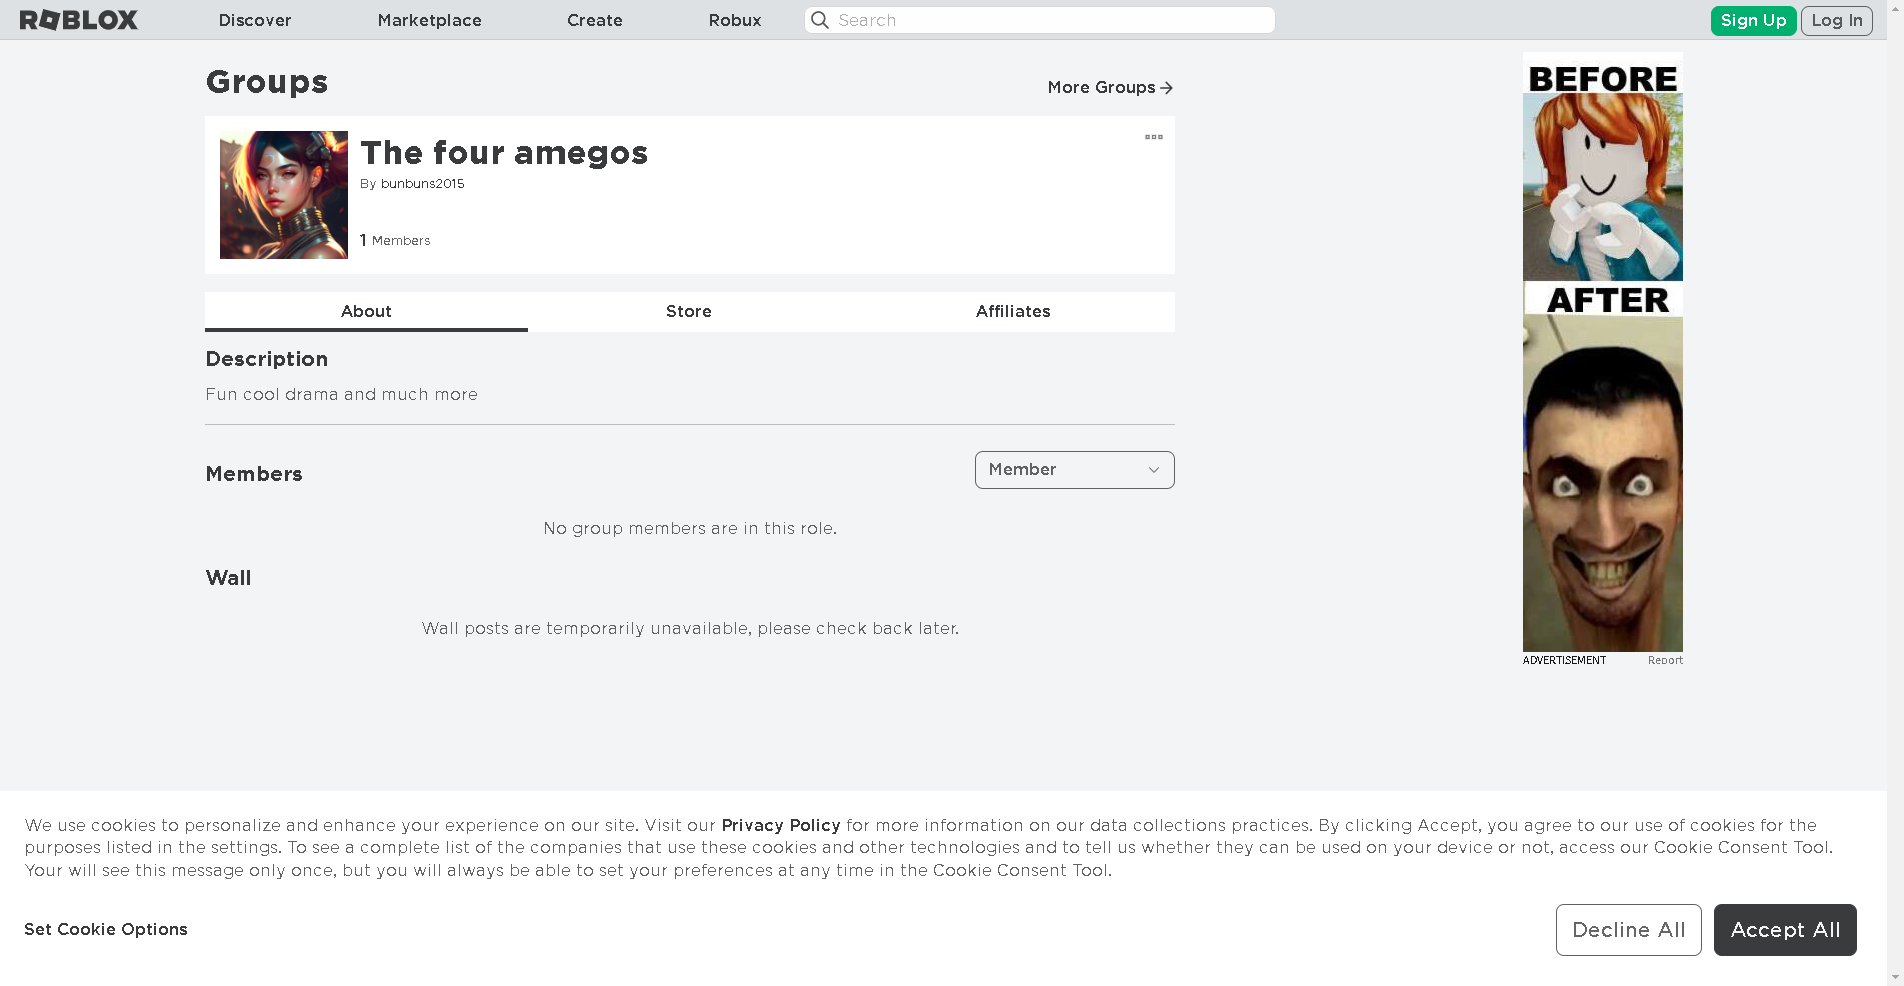 ROBLOX
Discover
Marketplace
Create
Robux
Search
Sign Up
Log In
Groups
More Groups
The four amegos
By bunbuns2015
1 Members
About
Store
Affiliates
Description
Fun cool drama and much more
Members
Member
No group members are in this role.
Wall
Wall posts are temporarily unavailable, please check back later.
BEFORE
AFTER
ADVERTISEMENT
Report
We use cookies to personalize and enhance your experience on our site. Visit our Privacy Policy for more information on our data collections practices. By clicking Accept, you agree to our use of cookies for the
purposes listed in the settings. To see a complete list of the companies that use these cookies and other technologies and to tell us whether they can be used on your device or not, access our Cookie Consent Tool.
Your will see this message only once, but you will always be able to set your preferences at any time in the Cookie Consent Tool.
Set Cookie Options
Decline All
Accept All